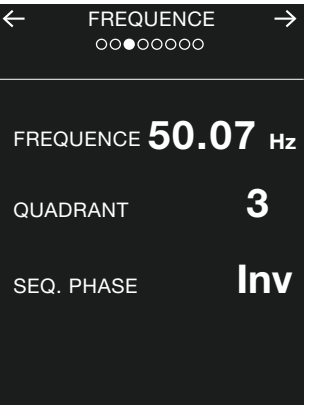 ← FREQUENCE →
FREQUENCE 50.07 Hz
QUADRANT 3
SEQ. PHASE Inv